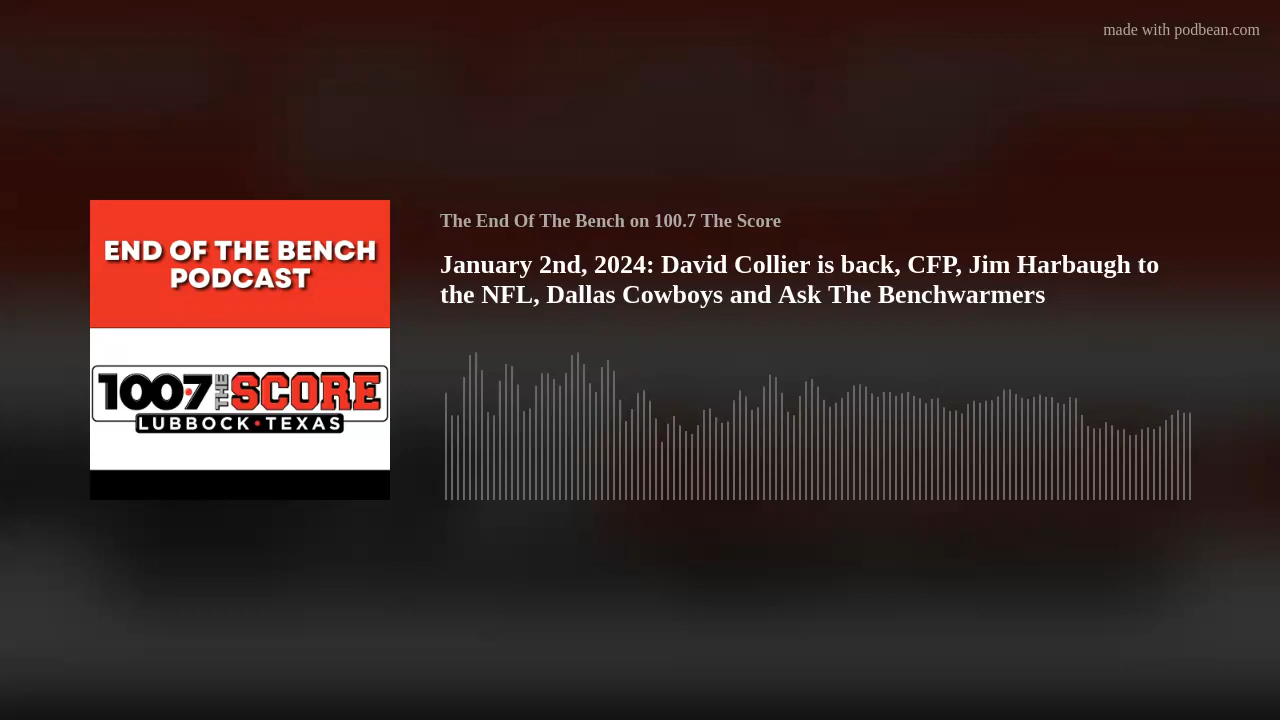 made with podbean.com
END OF THE BENCH
PODCAST
100.7 THE SCORE
LUBBOCK • TEXAS
The End Of The Bench on 100.7 The Score
January 2nd, 2024: David Collier is back, CFP, Jim Harbaugh to
the NFL, Dallas Cowboys and Ask The Benchwarmers